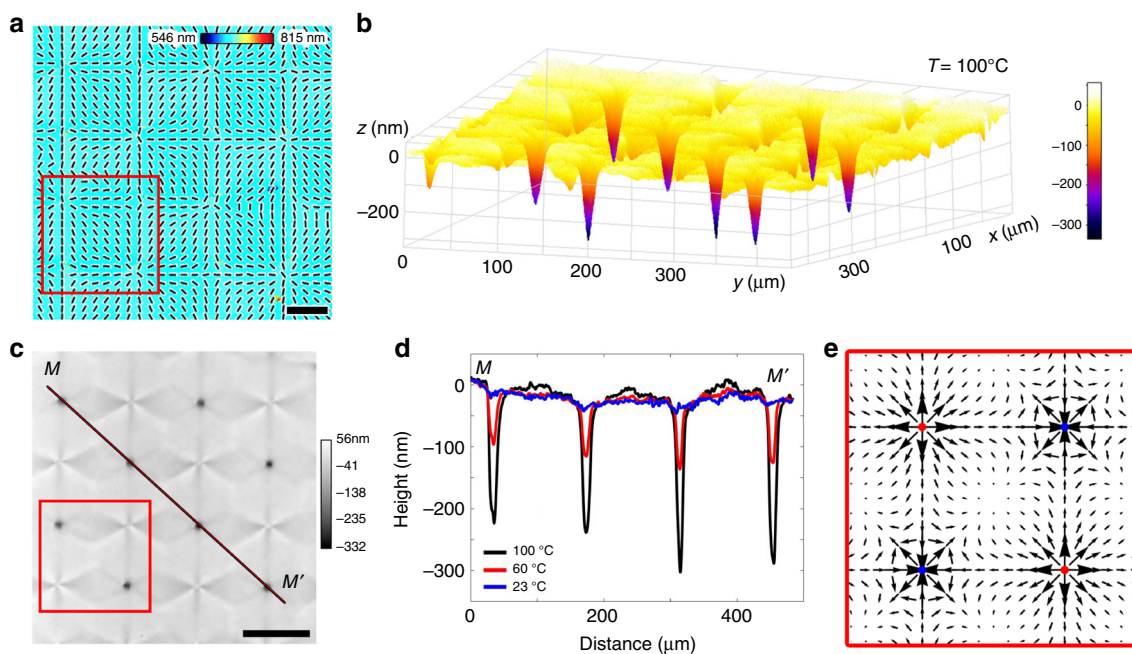 a
546 nm 815 nm
b
T = 100°C
z (nm)
0
−200
0
100
200
300
y (μm)
300
100
x (μm)
0
−100
−200
−300
c
M
M′
56nm
−41
−138
−235
−332
d
M
M′
0
−100
−200
−300
Height (nm)
100 °C
60 °C
23 °C
0 200 400
Distance (μm)
e